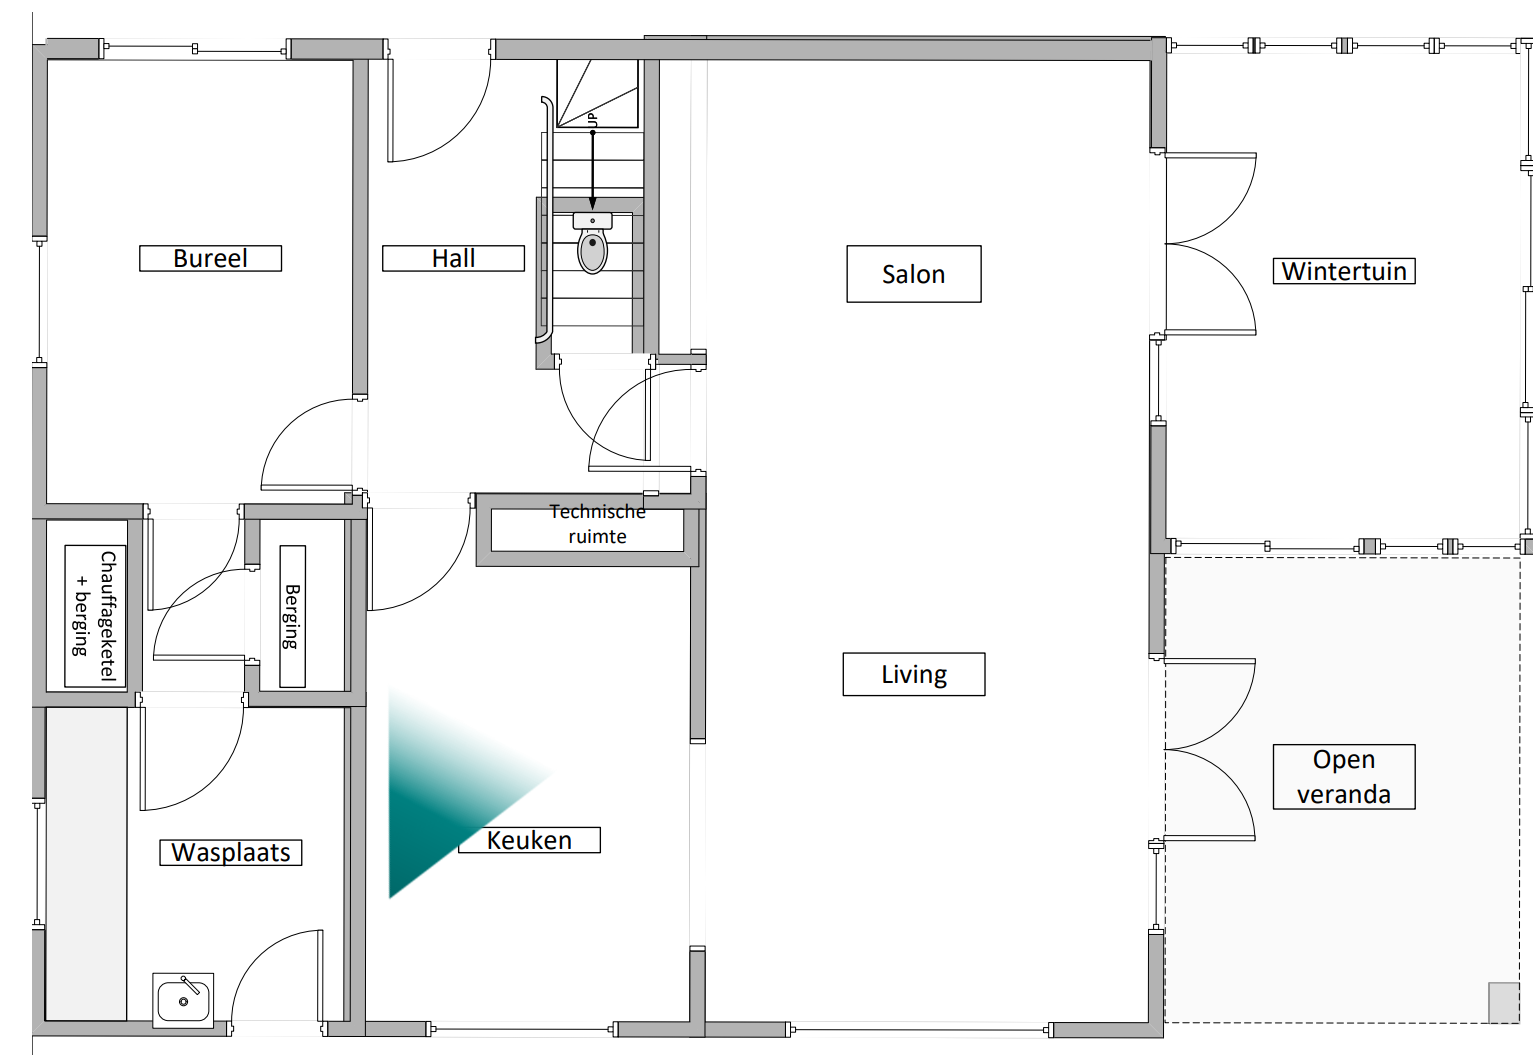 UP
Bureel
Hall
Salon
Wintertuin
Technische
ruimte
Chauffageketel
+ berging
Berging
Living
Open
veranda
Wasplaats
Keuken